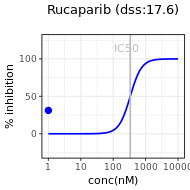 Rucaparib (dss:17.6)
IC50
% inhibition
100
50
0
1 10 100 1000 10000
conc(nM)